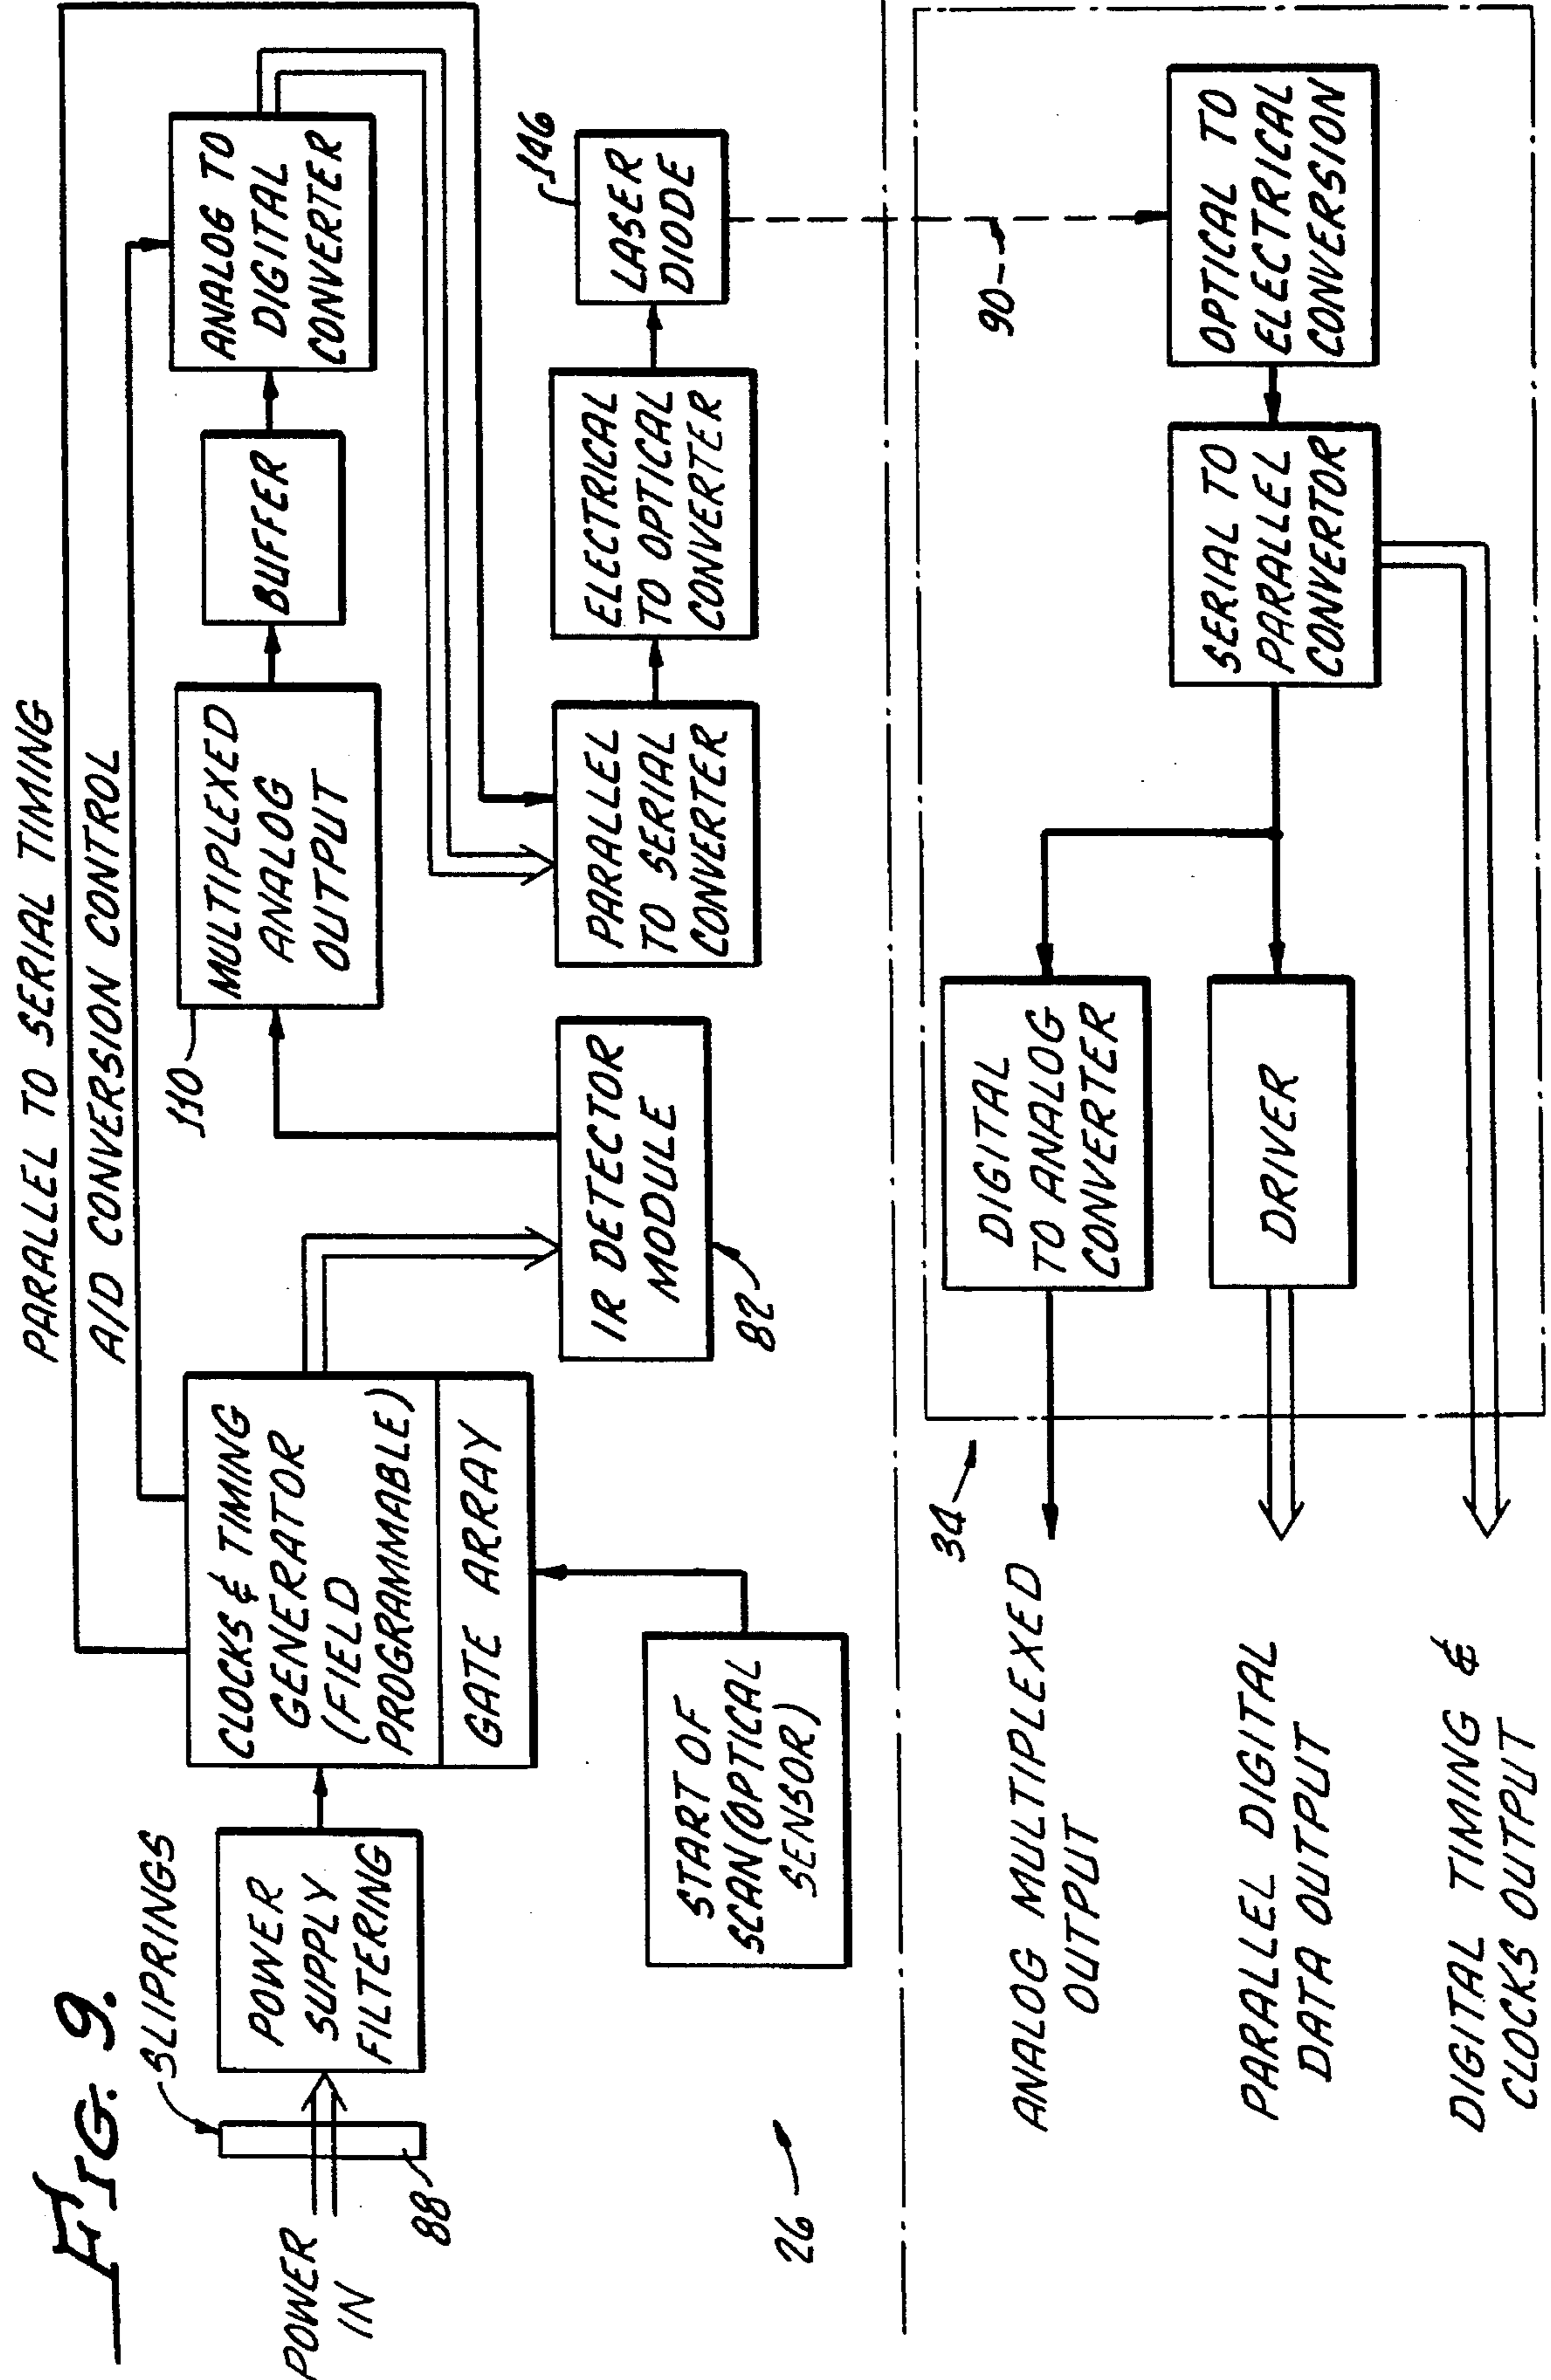 FIG. 9.
PARALLEL TO SERIAL TIMING
A/D CONVERSION CONTROL
SLIPRINGS
POWER
IN
88
POWER
SUPPLY
FILTERING
CLOCKS & TIMING
GENERATOR
(FIELD
PROGRAMMABLE)
GATE ARRAY
START OF
SCAN(OPTICAL
SENSOR)
26
IR DETECTOR
MODULE
82
110
MULTIPLEXED
ANALOG
OUTPUT
BUFFER
ANALOG TO
DIGITAL
CONVERTER
PARALLEL
TO SERIAL
CONVERTER
ELECTRICAL
TO OPTICAL
CONVERTER
146
LASER
DIODE
90
OPTICAL TO
ELECTRICAL
CONVERSION
SERIAL TO
PARALLEL
CONVERTOR
DIGITAL
TO ANALOG
CONVERTER
DRIVER
34
ANALOG MULTIPLEXED
OUTPUT
PARALLEL DIGITAL
DATA OUTPUT
DIGITAL TIMING &
CLOCKS OUTPUT